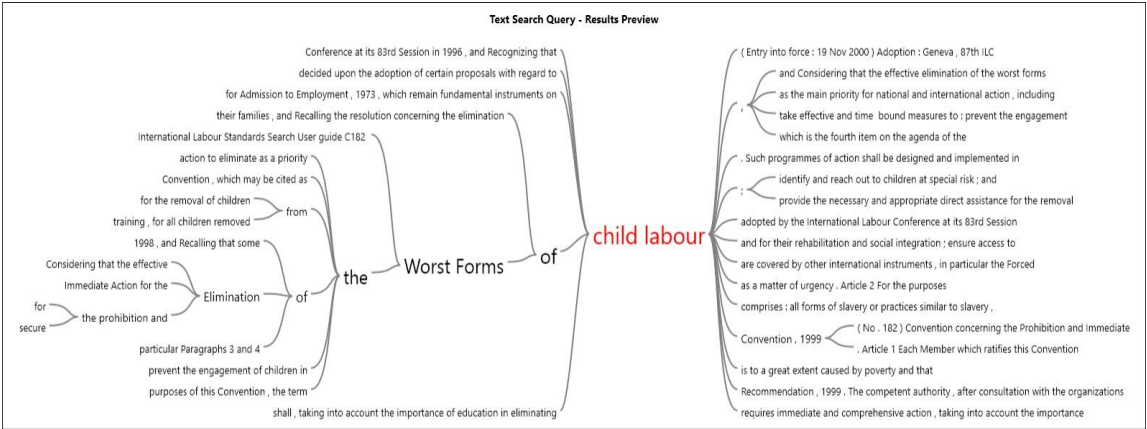 Text Search Query - Results Preview
Conference at its 83rd Session in 1996 , and Recognizing that
decided upon the adoption of certain proposals with regard to
for Admission to Employment , 1973 , which remain fundamental instruments on
their families , and Recalling the resolution concerning the elimination
International Labour Standards Search User guide C182
action to eliminate as a priority
Convention , which may be cited as
for the removal of children
training , for all children removed
from
1998 , and Recalling that some
Considering that the effective
Immediate Action for the
for
secure
the prohibition and
Elimination
particular Paragraphs 3 and 4
of
prevent the engagement of children in
purposes of this Convention , the term
the
Worst Forms
of
shall , taking into account the importance of education in eliminating
child labour
( Entry into force : 19 Nov 2000 ) Adoption : Geneva , 87th ILC
,
and Considering that the effective elimination of the worst forms
as the main priority for national and international action , including
take effective and time bound measures to : prevent the engagement
which is the fourth item on the agenda of the
. Such programmes of action shall be designed and implemented in
;
identify and reach out to children at special risk ; and
provide the necessary and appropriate direct assistance for the removal
adopted by the International Labour Conference at its 83rd Session
and for their rehabilitation and social integration ; ensure access to
are covered by other international instruments , in particular the Forced
as a matter of urgency . Article 2 For the purposes
comprises : all forms of slavery or practices similar to slavery ,
Convention , 1999
( No . 182 ) Convention concerning the Prohibition and Immediate
. Article 1 Each Member which ratifies this Convention
is to a great extent caused by poverty and that
Recommendation , 1999 . The competent authority , after consultation with the organizations
requires immediate and comprehensive action , taking into account the importance